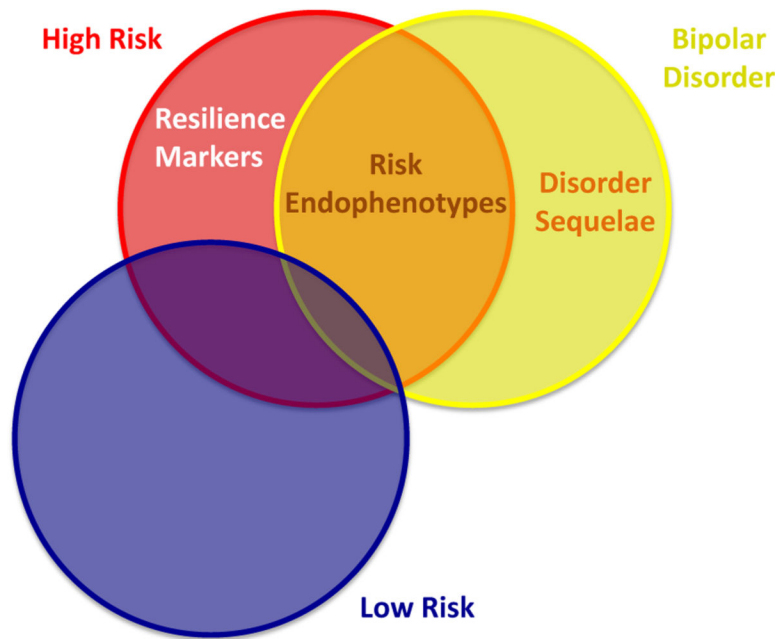 High Risk
Bipolar
Disorder
Resilience
Markers
Risk
Endophenotypes
Disorder
Sequelae
Low Risk